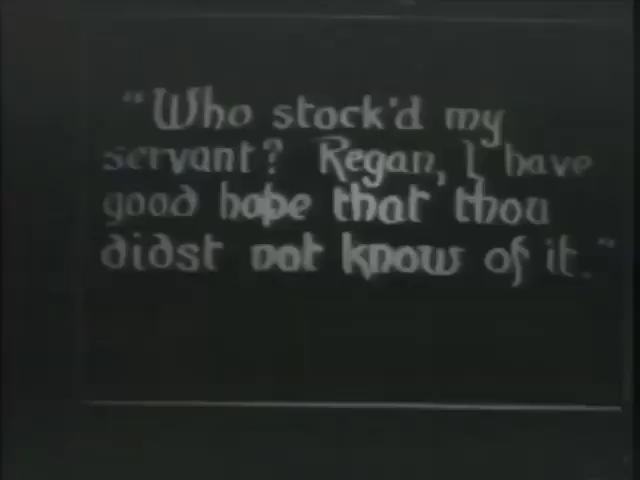 "Who stock'd my
servant? Regan, I have
good hope that thou
didst not know of it."